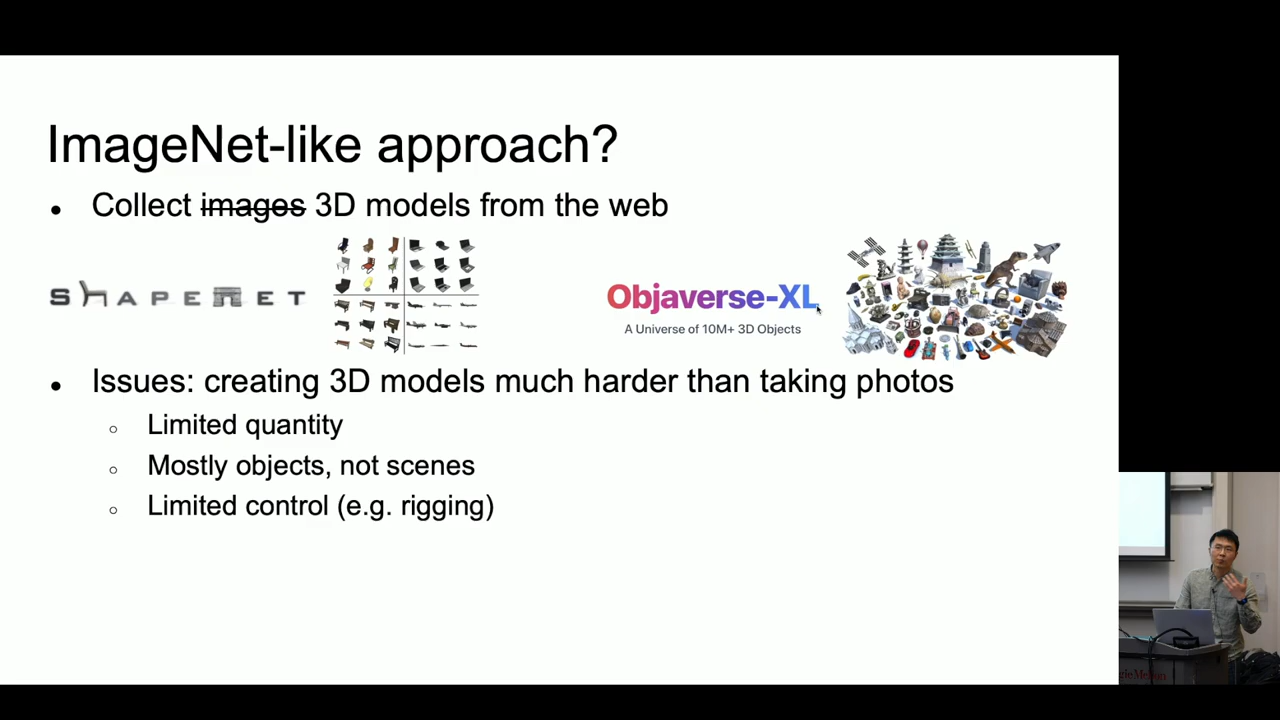 ImageNet-like approach?
● Collect images 3D models from the web
SHAPENET
Objaverse-XL
A Universe of 10M+ 3D Objects
● Issues: creating 3D models much harder than taking photos
○ Limited quantity
○ Mostly objects, not scenes
○ Limited control (e.g. rigging)